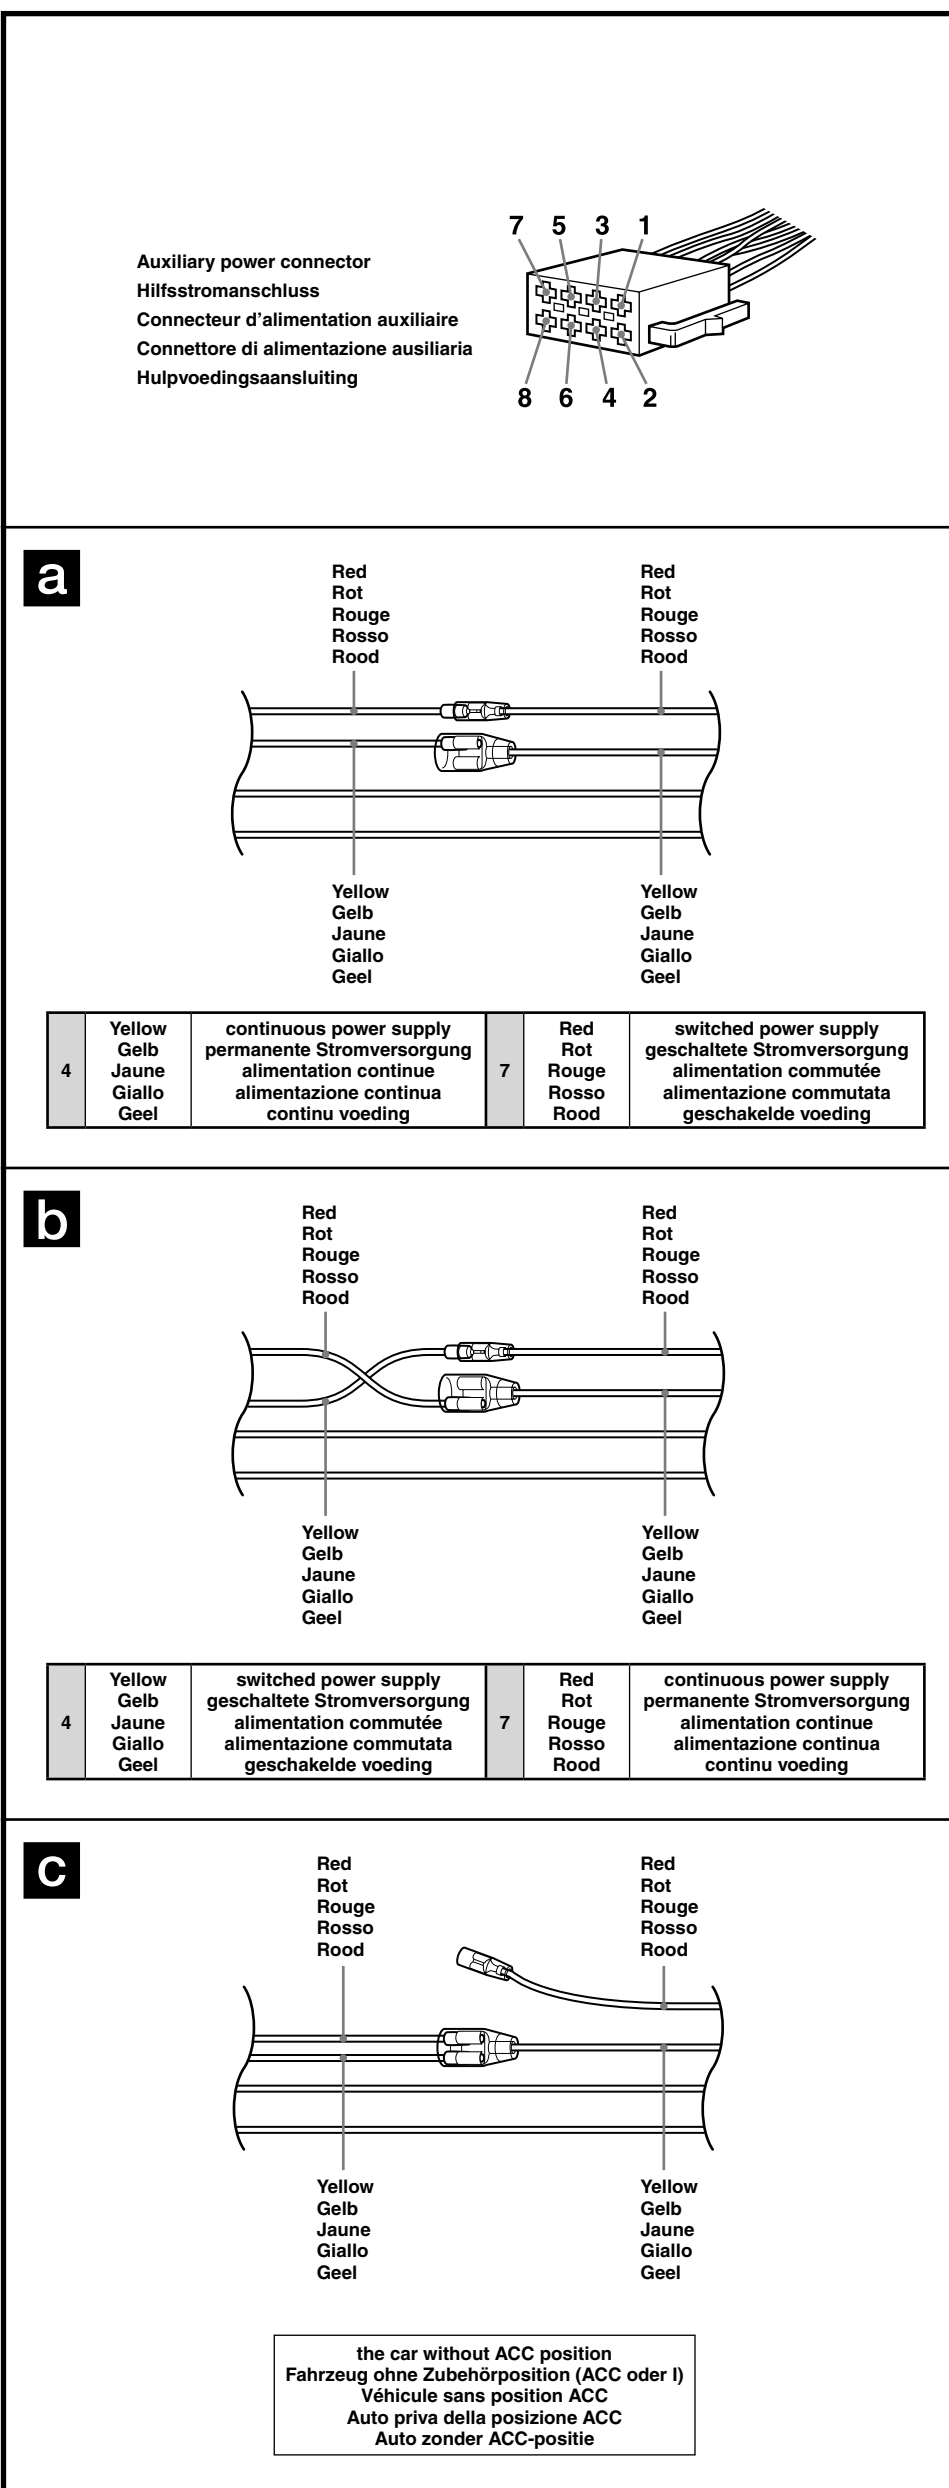 7 5 3 1
Auxiliary power connector
Hilfsstromanschluss
Connecteur d'alimentation auxiliaire
Connettore di alimentazione ausiliaria
Hulpvoedingsaansluiting
8 6 4 2
a
Red Red
Rot Rot
Rouge Rouge
Rosso Rosso
Rood Rood
Yellow Yellow
Gelb Gelb
Jaune Jaune
Giallo Giallo
Geel Geel
Yellow continuous power supply Red switched power supply
Gelb permanente Stromversorgung Rot geschaltete Stromversorgung
4 Jaune alimentation continue 7 Rouge alimentation commutée
Giallo alimentazione continua Rosso alimentazione commutata
Geel continu voeding Rood geschakelde voeding
b
Red Red
Rot Rot
Rouge Rouge
Rosso Rosso
Rood Rood
Yellow Yellow
Gelb Gelb
Jaune Jaune
Giallo Giallo
Geel Geel
Yellow switched power supply Red continuous power supply
Gelb geschaltete Stromversorgung Rot permanente Stromversorgung
4 Jaune alimentation commutée 7 Rouge alimentation continue
Giallo alimentazione commutata Rosso alimentazione continua
Geel geschakelde voeding Rood continu voeding
c
Red Red
Rot Rot
Rouge Rouge
Rosso Rosso
Rood Rood
Yellow Yellow
Gelb Gelb
Jaune Jaune
Giallo Giallo
Geel Geel
the car without ACC position
Fahrzeug ohne Zubehörposition (ACC oder I)
Véhicule sans position ACC
Auto priva della posizione ACC
Auto zonder ACC-positie